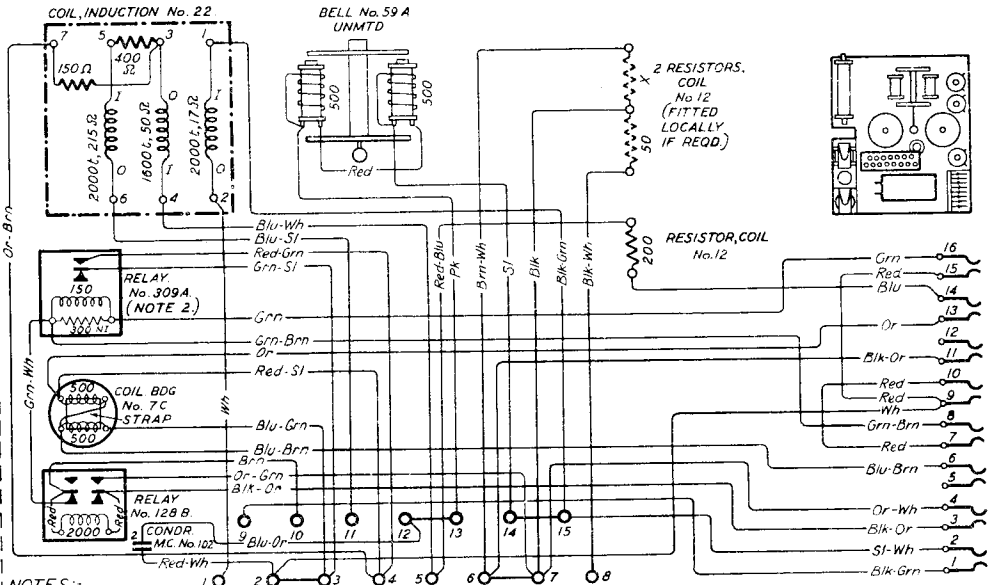 COIL, INDUCTION No. 22
7
5
3
1
150Ω
400
Ω
I
O
I
2000t, 215Ω
1600t, 50Ω
2000t, 17Ω
O
I
O
6
4
2
BELL No. 59A
UNMTD
500
500
Red
X
50
2 RESISTORS,
COIL
No 12
(FITTED
LOCALLY
IF REQD.)
200
RESISTOR, COIL
No. 12
Or-Brn
Blu-Wh
Blu-Sl
Red-Grn
Grn-Sl
RELAY
No. 309A.
(NOTE 2.)
150
300 NI
Grn
Grn-Brn
Or
Red-Sl
Grn-Wh
Wh
500
500
COIL BDG
No. 7C
STRAP
Blu-Grn
Blu-Brn
Brn
Or-Grn
Blk-Or
Red
Red
2000
RELAY
No. 128 B.
2
CONDR.
M.C. No. 102
Blu-Or
Red-Wh
Red-Blu
Pk
Brn-Wh
Sl
Blk
Blk-Grn
Blk-Wh
Grn
16
Red
15
Blu
14
Or
13
12
Blk-Or
11
Red
10
Red
9
Wh
8
Grn-Brn
7
Red
6
Blu-Brn
5
Or-Wh
4
Blk-Or
3
Sl-Wh
2
Blk-Grn
1
9
10
11
12
13
14
15
1
2
3
4
5
6
7
8
NOTES:-